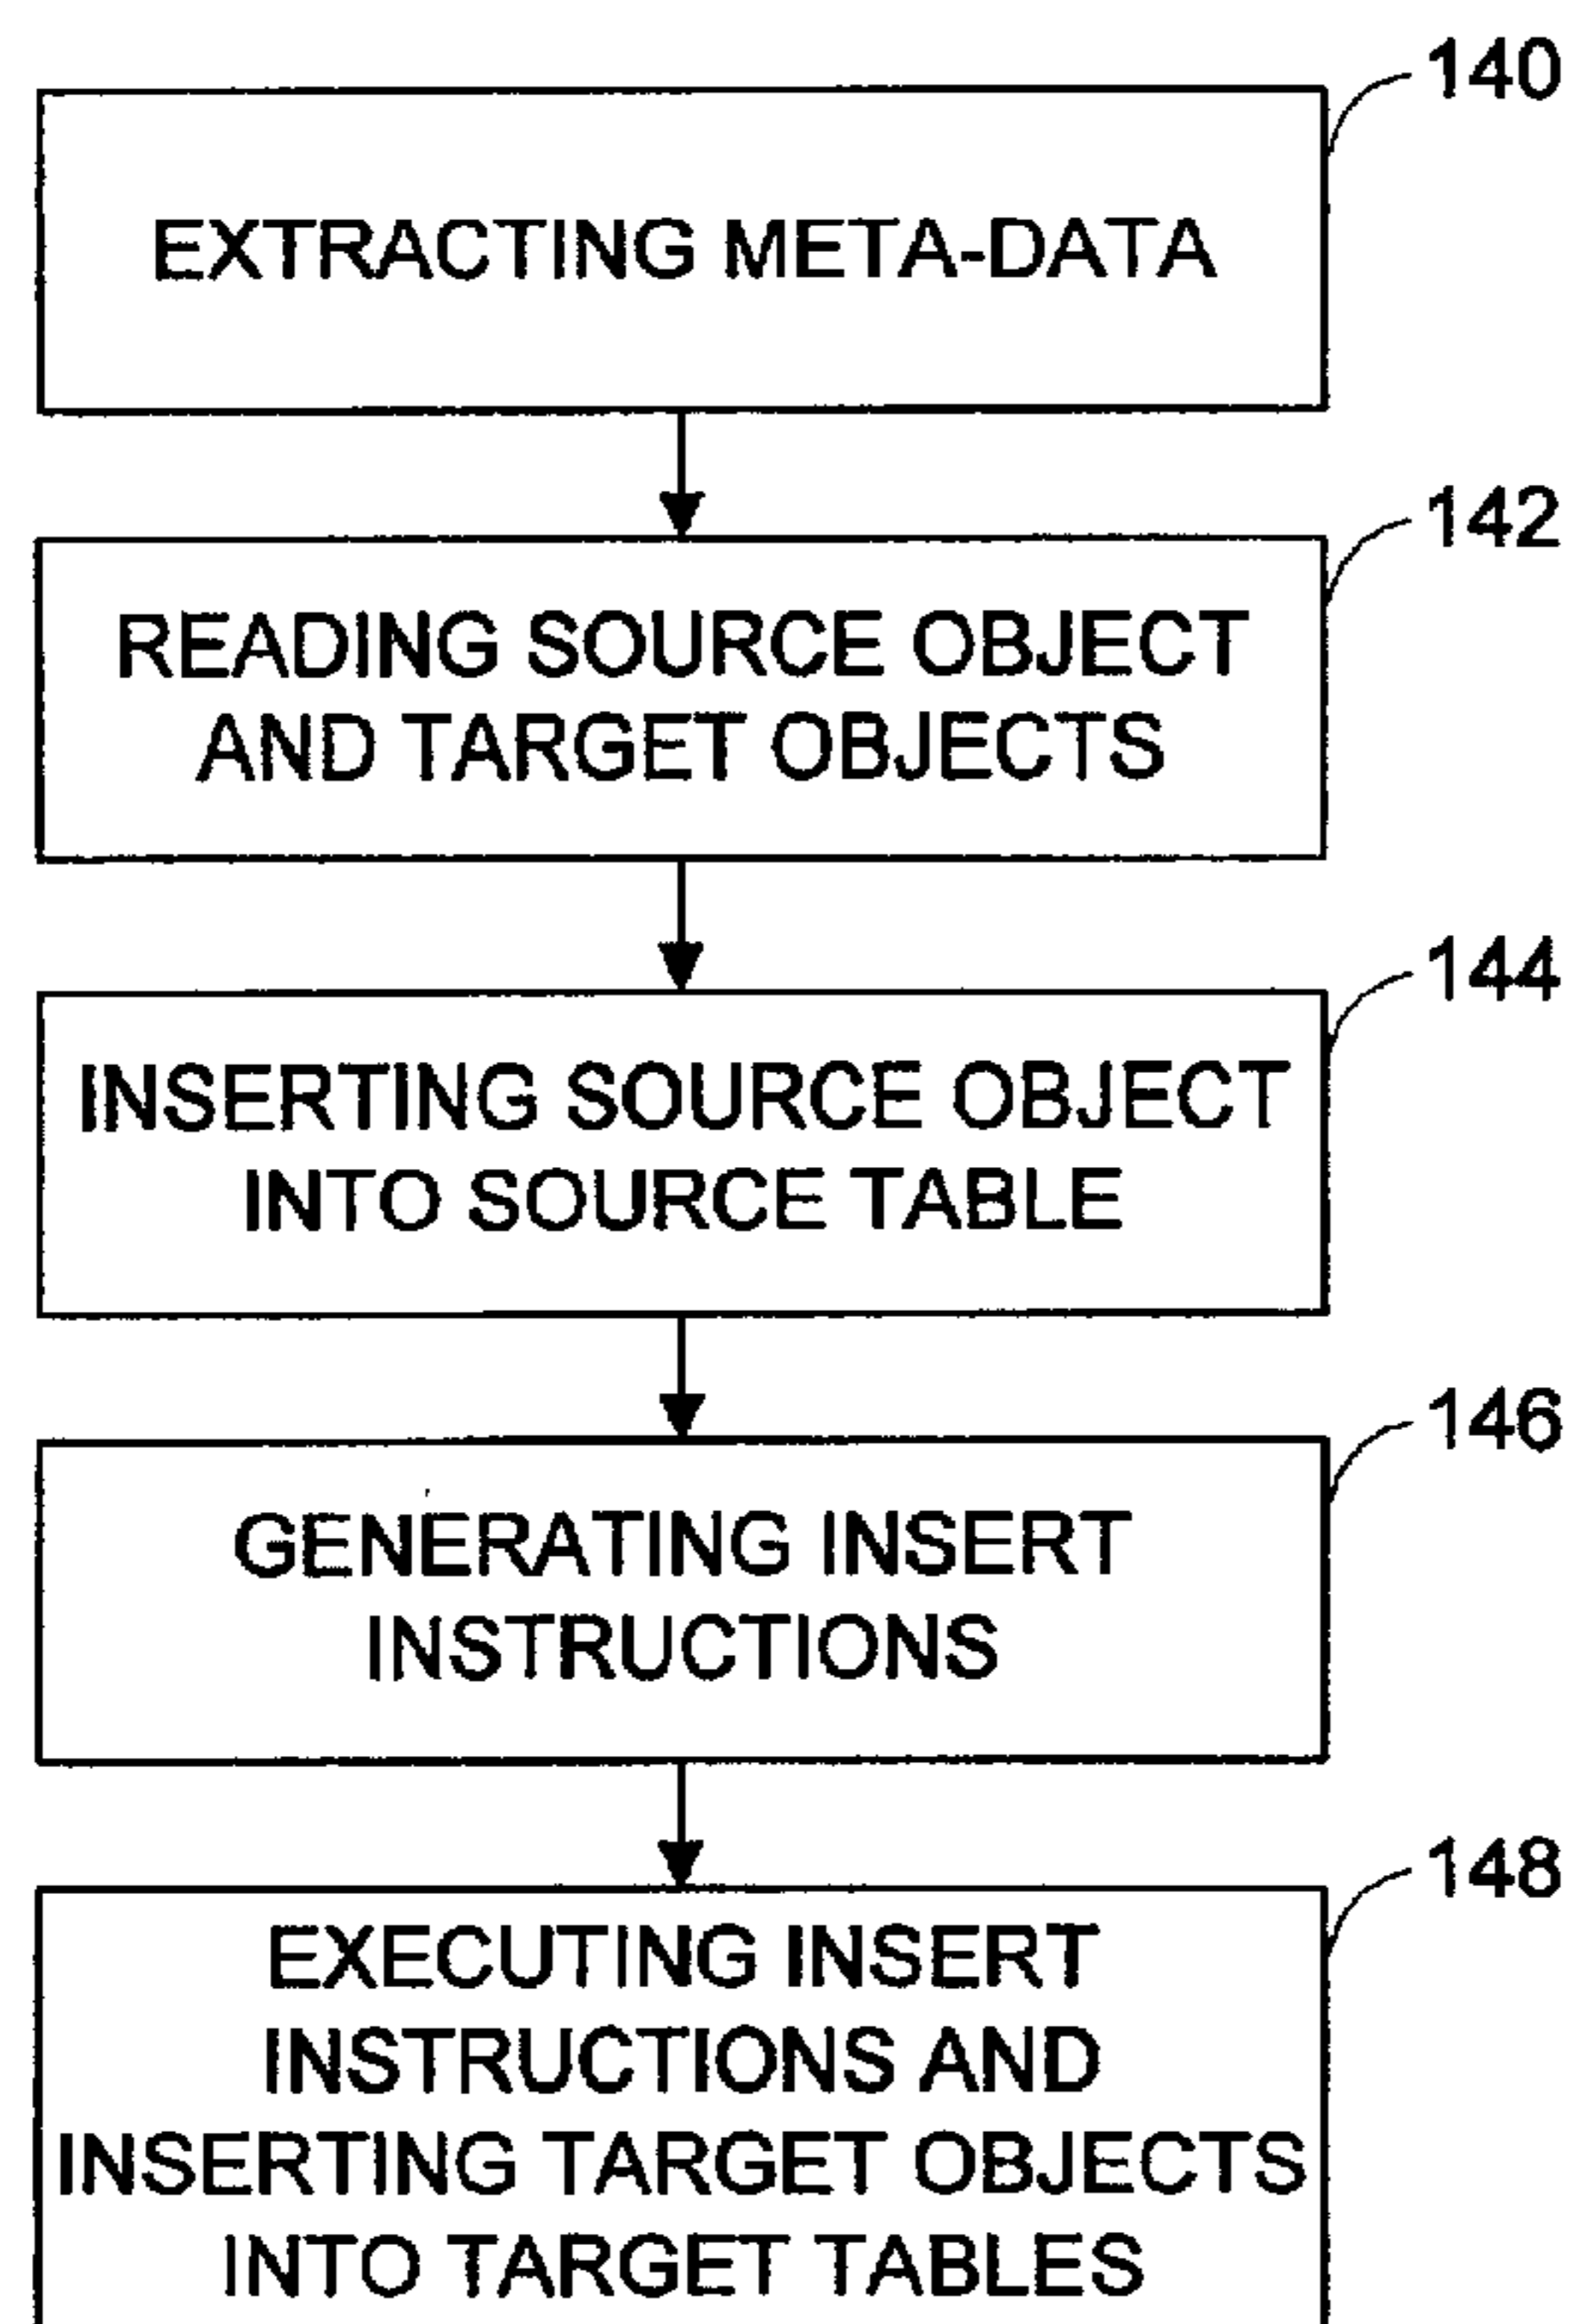 140
EXTRACTING META-DATA
142
READING SOURCE OBJECT
AND TARGET OBJECTS
144
INSERTING SOURCE OBJECT
INTO SOURCE TABLE
146
GENERATING INSERT
INSTRUCTIONS
148
EXECUTING INSERT
INSTRUCTIONS AND
INSERTING TARGET OBJECTS
INTO TARGET TABLES